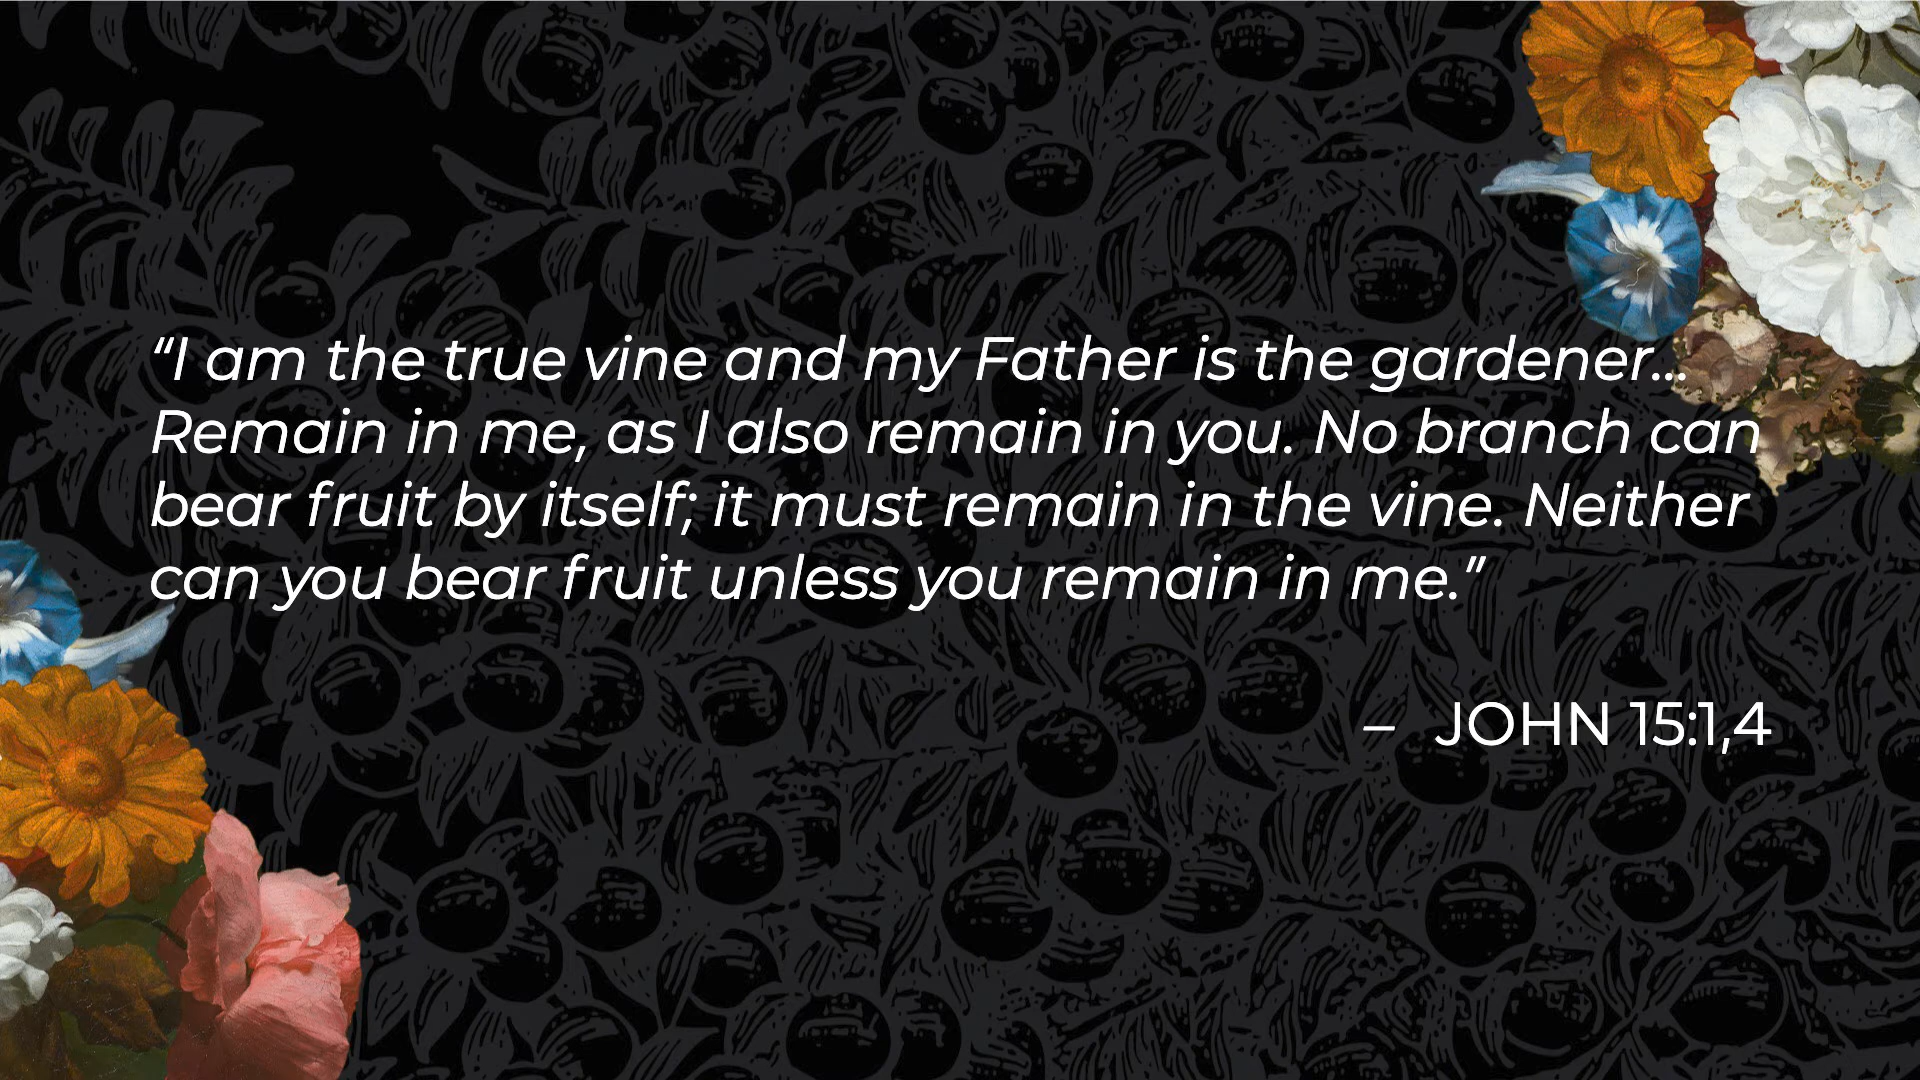 “I am the true vine and my Father is the gardener...
Remain in me, as I also remain in you. No branch can
bear fruit by itself; it must remain in the vine. Neither
can you bear fruit unless you remain in me.”
– JOHN 15:1,4